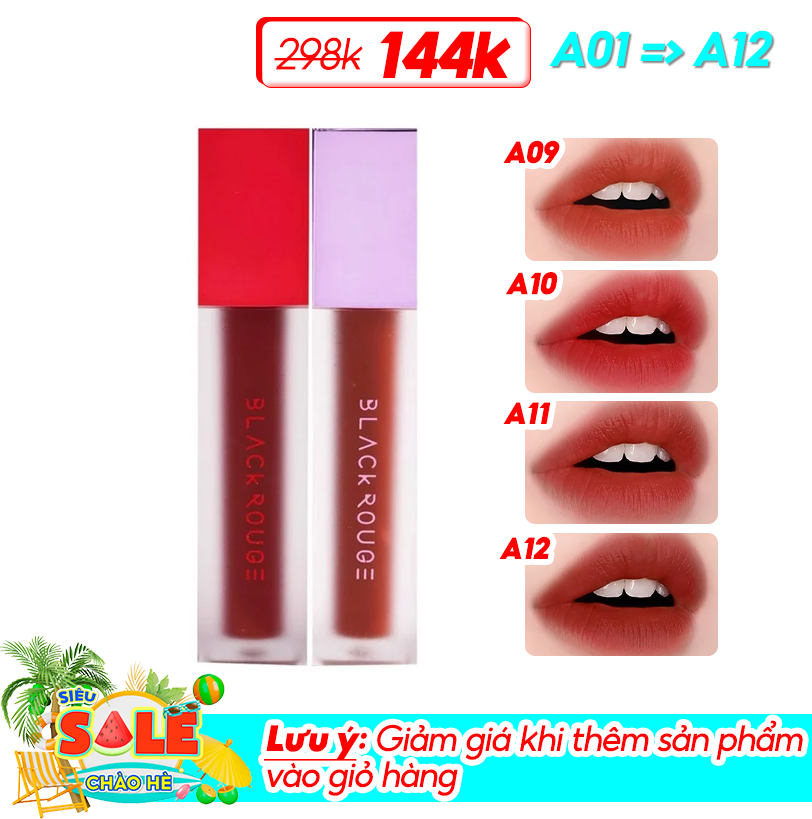 298k 144k A01 => A12
A09
A10
A11
A12
BLACK ROUGE
BLACK ROUGE
SIÊU
SALE
CHÀO HÈ
Lưu ý: Giảm giá khi thêm sản phẩm
vào giỏ hàng